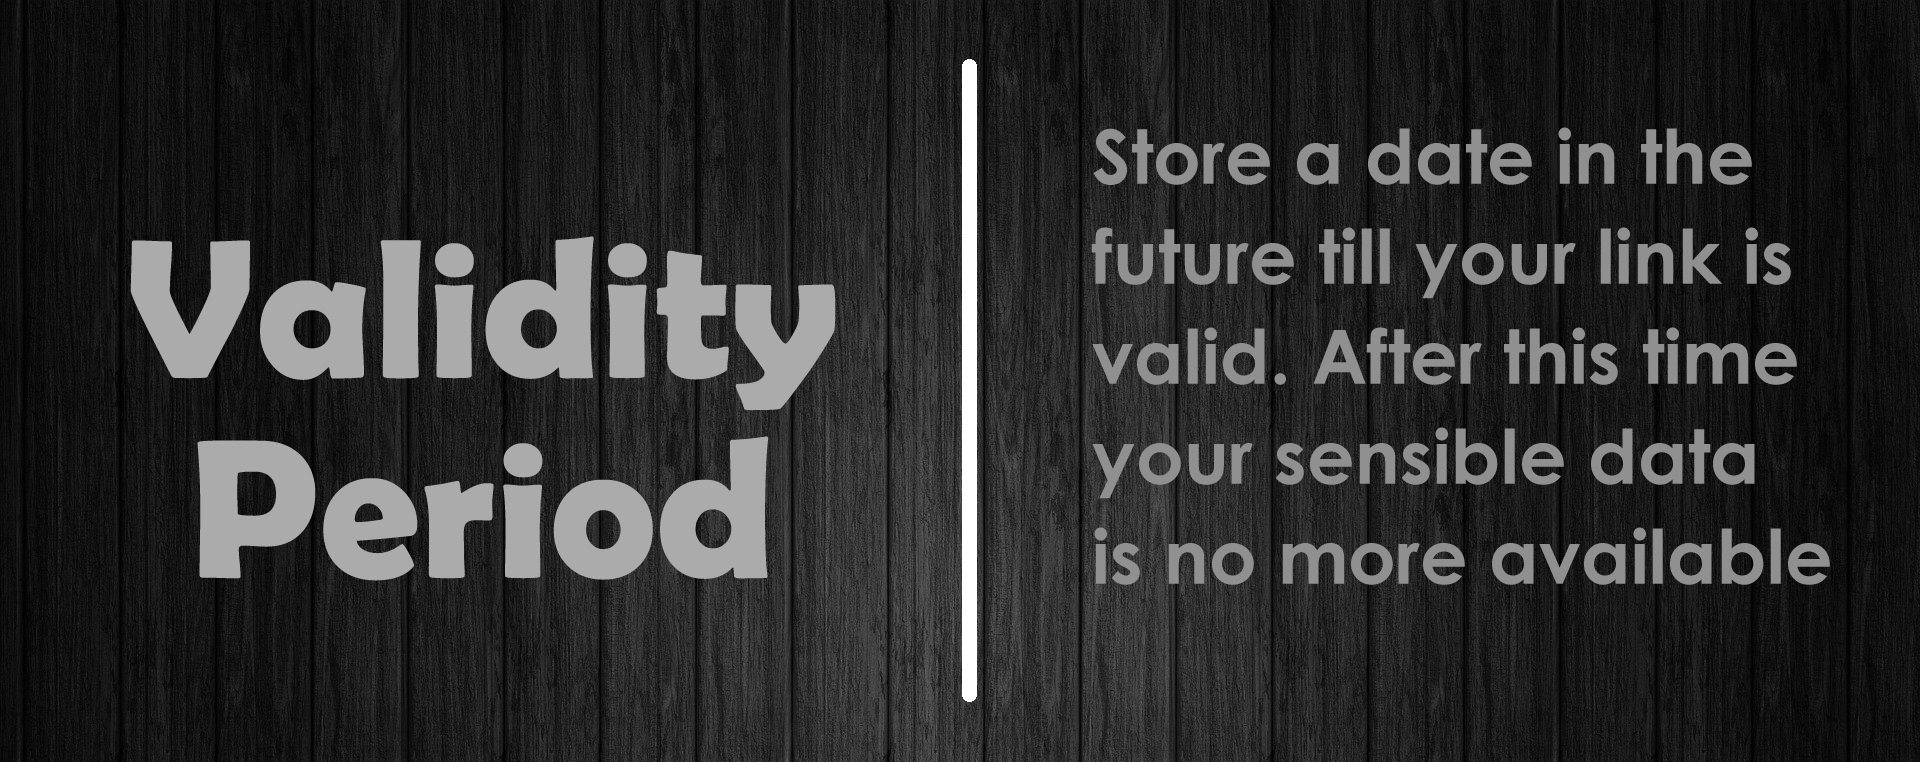 Validity
Period
Store a date in the
future till your link is
valid. After this time
your sensible data
is no more available